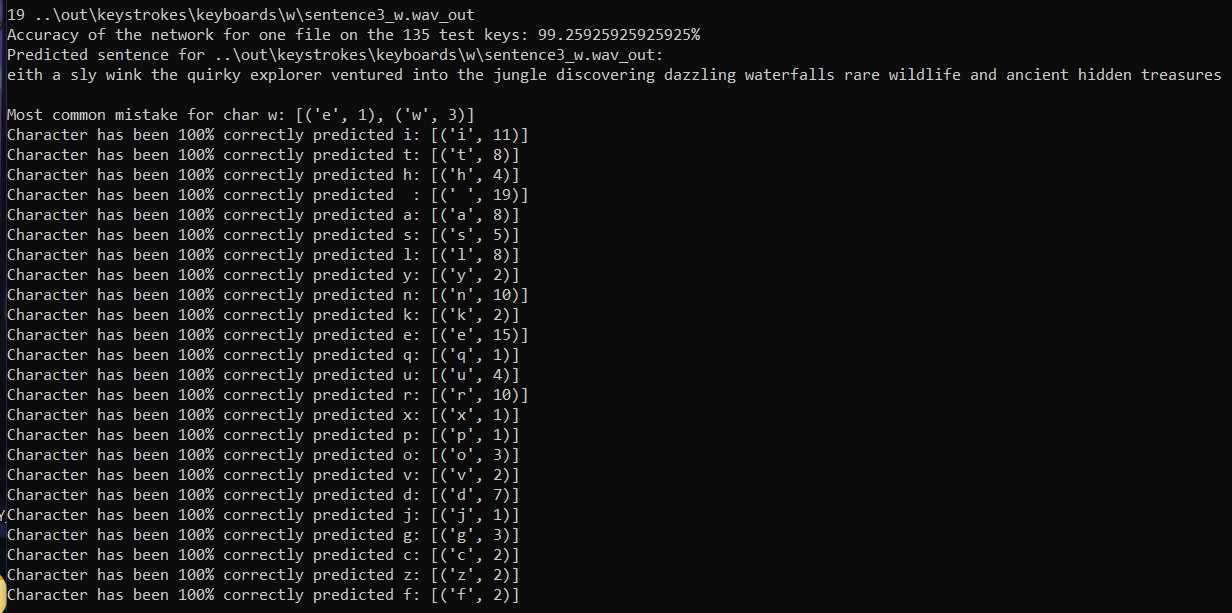 19 ..\out\keystrokes\keyboards\w\sentence3_w.wav_out
Accuracy of the network for one file on the 135 test keys: 99.25925925925925%
Predicted sentence for ..\out\keystrokes\keyboards\w\sentence3_w.wav_out:
eith a sly wink the quirky explorer ventured into the jungle discovering dazzling waterfalls rare wildlife and ancient hidden treasures

Most common mistake for char w: [('e', 1), ('w', 3)]
Character has been 100% correctly predicted i: [('i', 11)]
Character has been 100% correctly predicted t: [('t', 8)]
Character has been 100% correctly predicted h: [('h', 4)]
Character has been 100% correctly predicted  : [(' ', 19)]
Character has been 100% correctly predicted a: [('a', 8)]
Character has been 100% correctly predicted s: [('s', 5)]
Character has been 100% correctly predicted l: [('l', 8)]
Character has been 100% correctly predicted y: [('y', 2)]
Character has been 100% correctly predicted n: [('n', 10)]
Character has been 100% correctly predicted k: [('k', 2)]
Character has been 100% correctly predicted e: [('e', 15)]
Character has been 100% correctly predicted q: [('q', 1)]
Character has been 100% correctly predicted u: [('u', 4)]
Character has been 100% correctly predicted r: [('r', 10)]
Character has been 100% correctly predicted x: [('x', 1)]
Character has been 100% correctly predicted p: [('p', 1)]
Character has been 100% correctly predicted o: [('o', 3)]
Character has been 100% correctly predicted v: [('v', 2)]
Character has been 100% correctly predicted d: [('d', 7)]
Character has been 100% correctly predicted j: [('j', 1)]
Character has been 100% correctly predicted g: [('g', 3)]
Character has been 100% correctly predicted c: [('c', 2)]
Character has been 100% correctly predicted z: [('z', 2)]
Character has been 100% correctly predicted f: [('f', 2)]